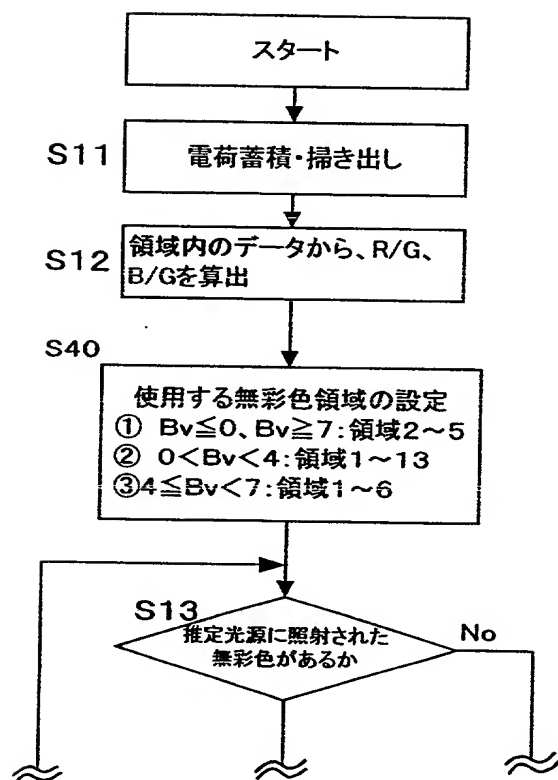 スタート
S11
電荷蓄積・掃き出し
S12
領域内のデータから、R/G、
B/Gを算出
S40
使用する無彩色領域の設定
① Bv≦0、Bv≧7:領域2～5
② 0<Bv<4:領域1～13
③4≦Bv<7:領域1～6
S13
推定光源に照射された
無彩色があるか
No